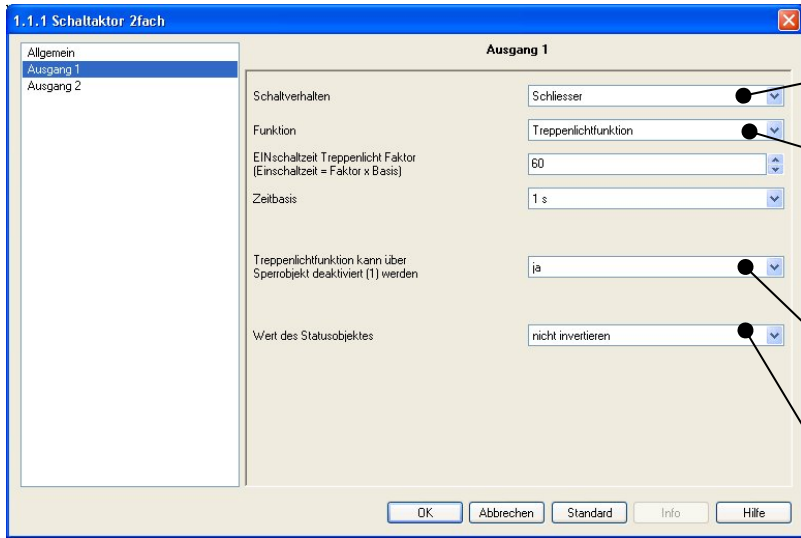 1.1.1 Schaltaktor 2fach
Allgemein
Ausgang 1
Ausgang 2
Ausgang 1
Schaltverhalten
Schliesser
Funktion
Treppenlichtfunktion
EINschaltzeit Treppenlicht Faktor
(Einschaltzeit = Faktor x Basis)
60
Zeitbasis
1 s
Treppenlichtfunktion kann über
Sperrobjekt deaktiviert (1) werden
ja
Wert des Statusobjektes
nicht invertieren
OK
Abbrechen
Standard
Info
Hilfe